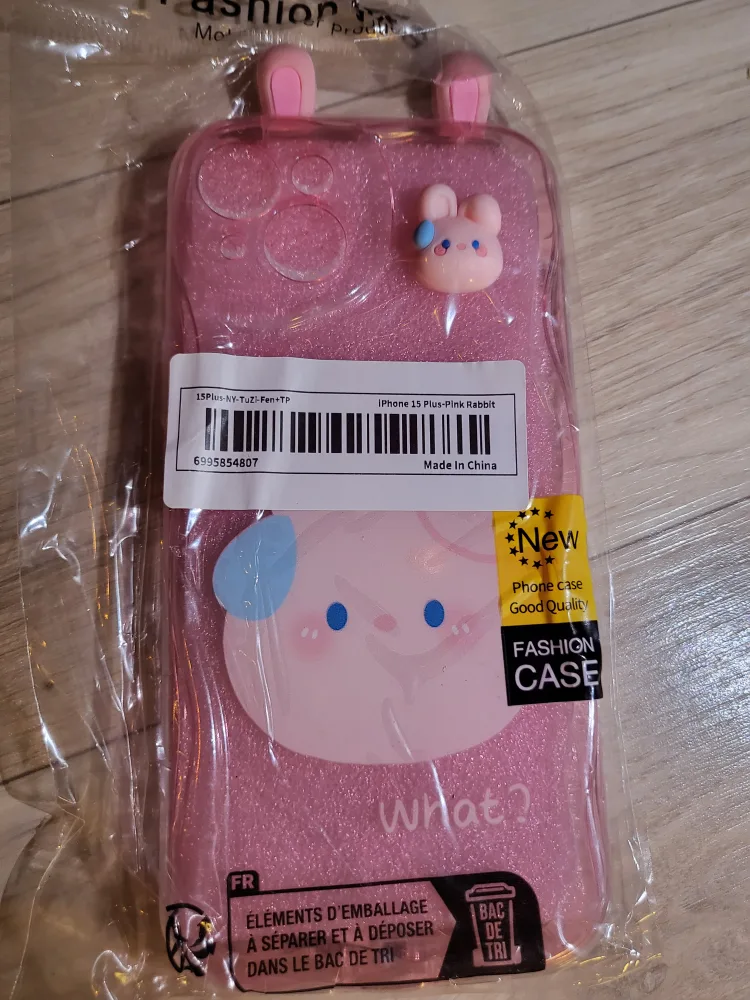 Fashion
15Plus-NY-TuZi-Fen+TP
iPhone 15 Plus-Pink Rabbit
6995854807
Made In China
New
Phone case
Good Quality
FASHION
CASE
what?
FR
ÉLÉMENTS D'EMBALLAGE
À SÉPARER ET À DÉPOSER
DANS LE BAC DE TRI
BAC
DE
TRI